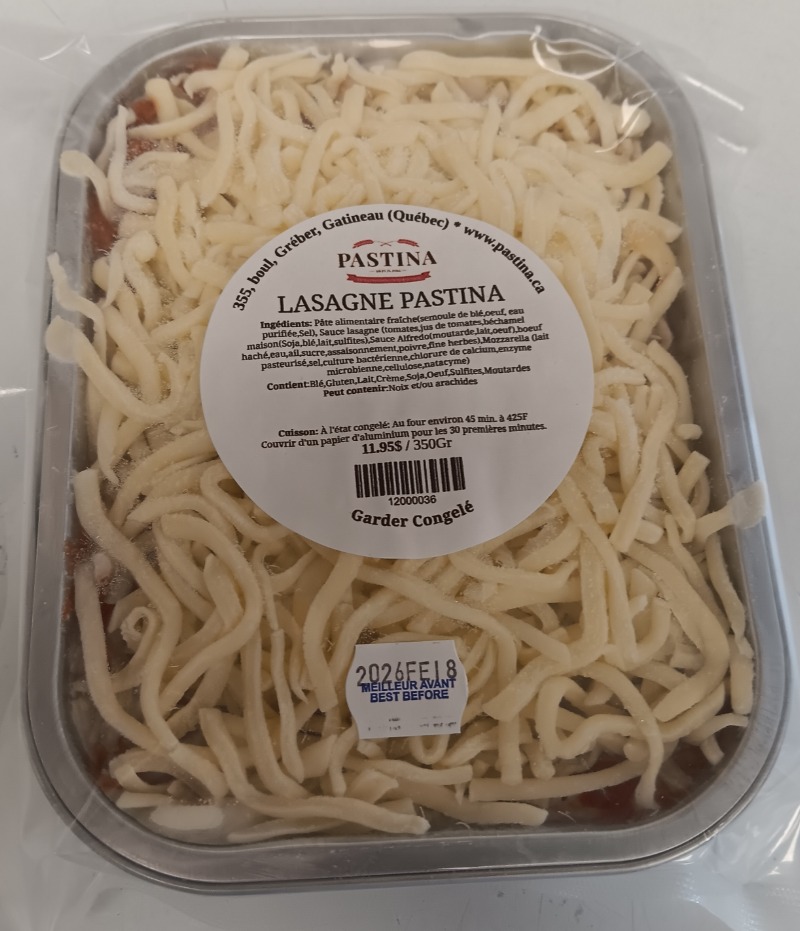 355, boul, Gréber, Gatineau (Québec) * www.pastina.ca
PASTINA
LASAGNE PASTINA
Ingédients: Pâte alimentaire fraîche(semoule de blé,oeuf, eau
purifiée,Sel), Sauce lasagne (tomates,jus de tomates,béchamel
maison(Soja,blé,lait,sulfites),Sauce Alfredo(moutarde,lait,oeuf),boeuf
haché,eau,ail,sucre,assaisonnement,poivre,fine herbes),Mozzarella (lait
pasteurisé,sel,culture bactérienne,chlorure de calcium,enzyme
microbienne,cellulose,natacyme)
Contient:Blé,Gluten,Lait,Crème,Soja,Oeuf,Sulfites,Moutardes
Peut contenir:Noix et/ou arachides
Cuisson: À l'état congelé: Au four environ 45 min. à 425F
Couvrir d'un papier d'aluminium pour les 30 premières minutes.
11.95$ / 350Gr
12000036
Garder Congelé
2026FE18
MEILLEUR AVANT
BEST BEFORE